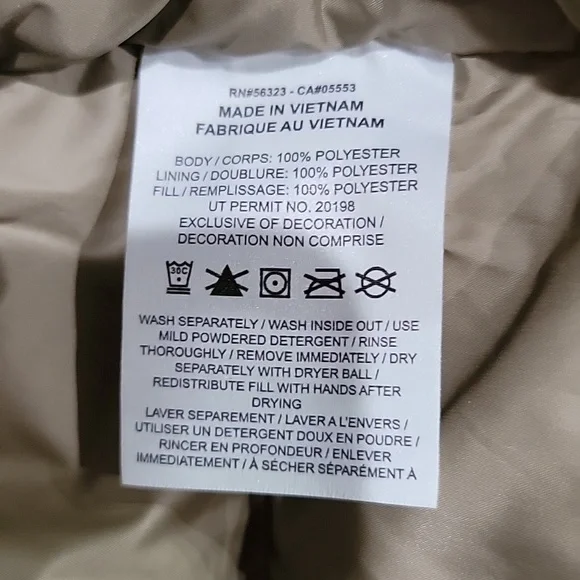 RN#56323 - CA#05553
MADE IN VIETNAM
FABRIQUE AU VIETNAM
BODY / CORPS: 100% POLYESTER
LINING / DOUBLURE: 100% POLYESTER
FILL / REMPLISSAGE: 100% POLYESTER
UT PERMIT NO. 20198
EXCLUSIVE OF DECORATION /
DECORATION NON COMPRISE
30C
WASH SEPARATELY / WASH INSIDE OUT / USE
MILD POWDERED DETERGENT / RINSE
THOROUGHLY / REMOVE IMMEDIATELY / DRY
SEPARATELY WITH DRYER BALL /
REDISTRIBUTE FILL WITH HANDS AFTER
DRYING
LAVER SEPAREMENT / LAVER A L'ENVERS /
UTILISER UN DETERGENT DOUX EN POUDRE /
RINCER EN PROFONDEUR / ENLEVER
IMMEDIATEMENT / À SÉCHER SÉPARÉMENT À